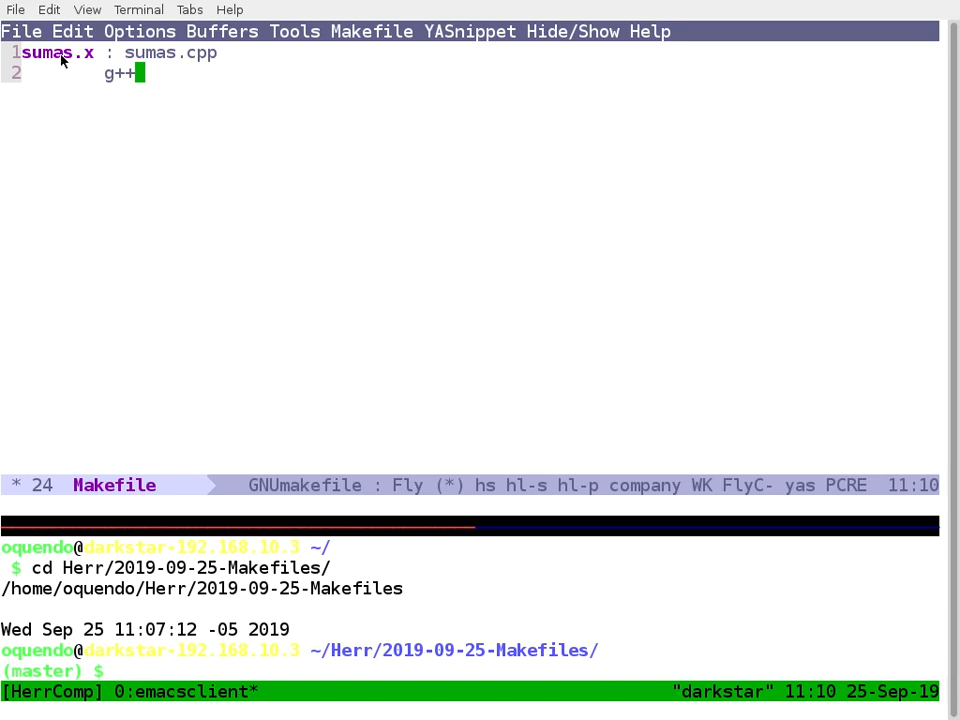 File Edit View Terminal Tabs Help
File Edit Options Buffers Tools Makefile YASnippet Hide/Show Help
1sumas.x : sumas.cpp
2 g++
* 24 Makefile GNUmakefile : Fly (*) hs hl-s hl-p company WK FlyC- yas PCRE 11:10
oquendo@darkstar-192.168.10.3 ~/
$ cd Herr/2019-09-25-Makefiles/
/home/oquendo/Herr/2019-09-25-Makefiles
Wed Sep 25 11:07:12 -05 2019
oquendo@darkstar-192.168.10.3 ~/Herr/2019-09-25-Makefiles/
(master) $
[HerrComp] 0:emacsclient* "darkstar" 11:10 25-Sep-19